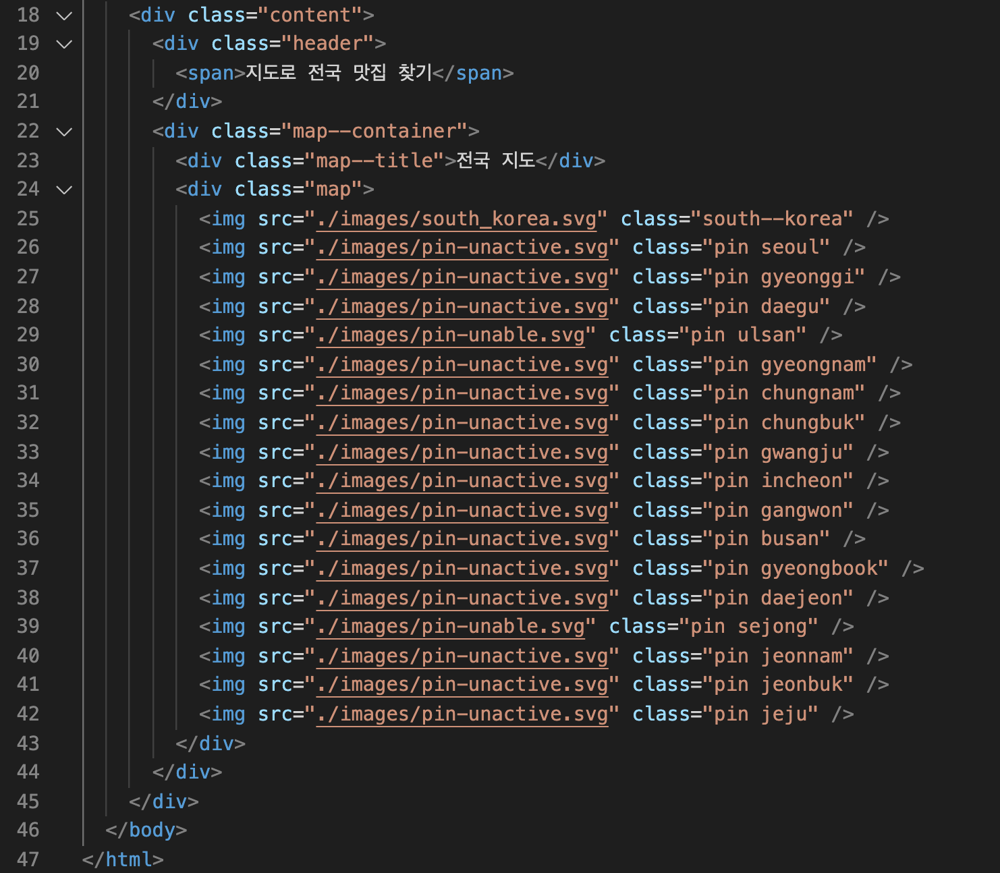 18 <div class="content">
19 <div class="header">
20 <span>지도로 전국 맛집 찾기</span>
21 </div>
22 <div class="map--container">
23 <div class="map--title">전국 지도</div>
24 <div class="map">
25 <img src="./images/south_korea.svg" class="south--korea" />
26 <img src="./images/pin-unactive.svg" class="pin seoul" />
27 <img src="./images/pin-unactive.svg" class="pin gyeonggi" />
28 <img src="./images/pin-unactive.svg" class="pin daegu" />
29 <img src="./images/pin-unable.svg" class="pin ulsan" />
30 <img src="./images/pin-unactive.svg" class="pin gyeongnam" />
31 <img src="./images/pin-unactive.svg" class="pin chungnam" />
32 <img src="./images/pin-unactive.svg" class="pin chungbuk" />
33 <img src="./images/pin-unactive.svg" class="pin gwangju" />
34 <img src="./images/pin-unactive.svg" class="pin incheon" />
35 <img src="./images/pin-unactive.svg" class="pin gangwon" />
36 <img src="./images/pin-unactive.svg" class="pin busan" />
37 <img src="./images/pin-unactive.svg" class="pin gyeongbook" />
38 <img src="./images/pin-unactive.svg" class="pin daejeon" />
39 <img src="./images/pin-unable.svg" class="pin sejong" />
40 <img src="./images/pin-unactive.svg" class="pin jeonnam" />
41 <img src="./images/pin-unactive.svg" class="pin jeonbuk" />
42 <img src="./images/pin-unactive.svg" class="pin jeju" />
43 </div>
44 </div>
45 </div>
46 </body>
47 </html>